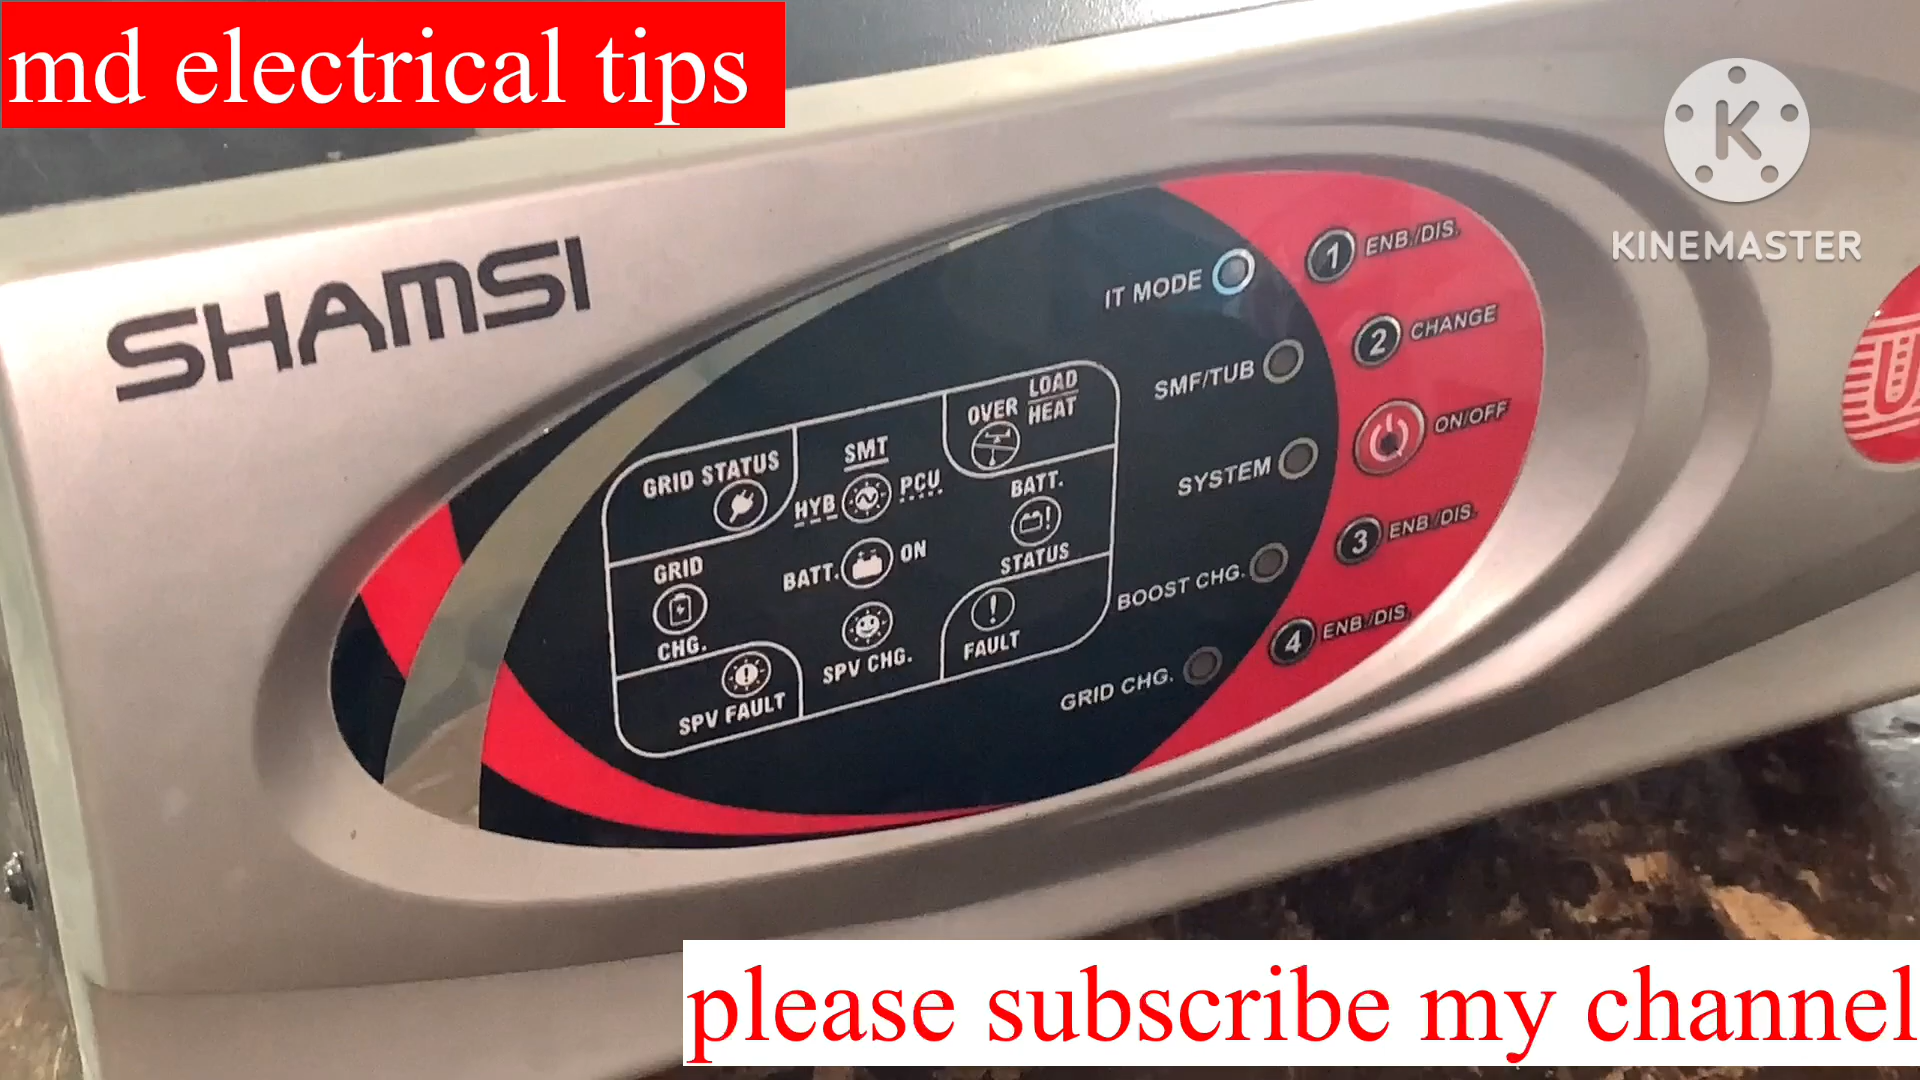 md electrical tips
K
KINEMASTER
SHAMSI
IT MODE
1 ENB./DIS.
2 CHANGE
SMF/TUB
ON/OFF
SYSTEM
3 ENB./DIS.
BOOST CHG.
4 ENB./DIS.
GRID CHG.
OVER LOAD
HEAT
GRID STATUS
SMT
HYB PCU
BATT.
STATUS
GRID
CHG.
BATT. ON
SPV CHG.
FAULT
SPV FAULT
U
please subscribe my channel